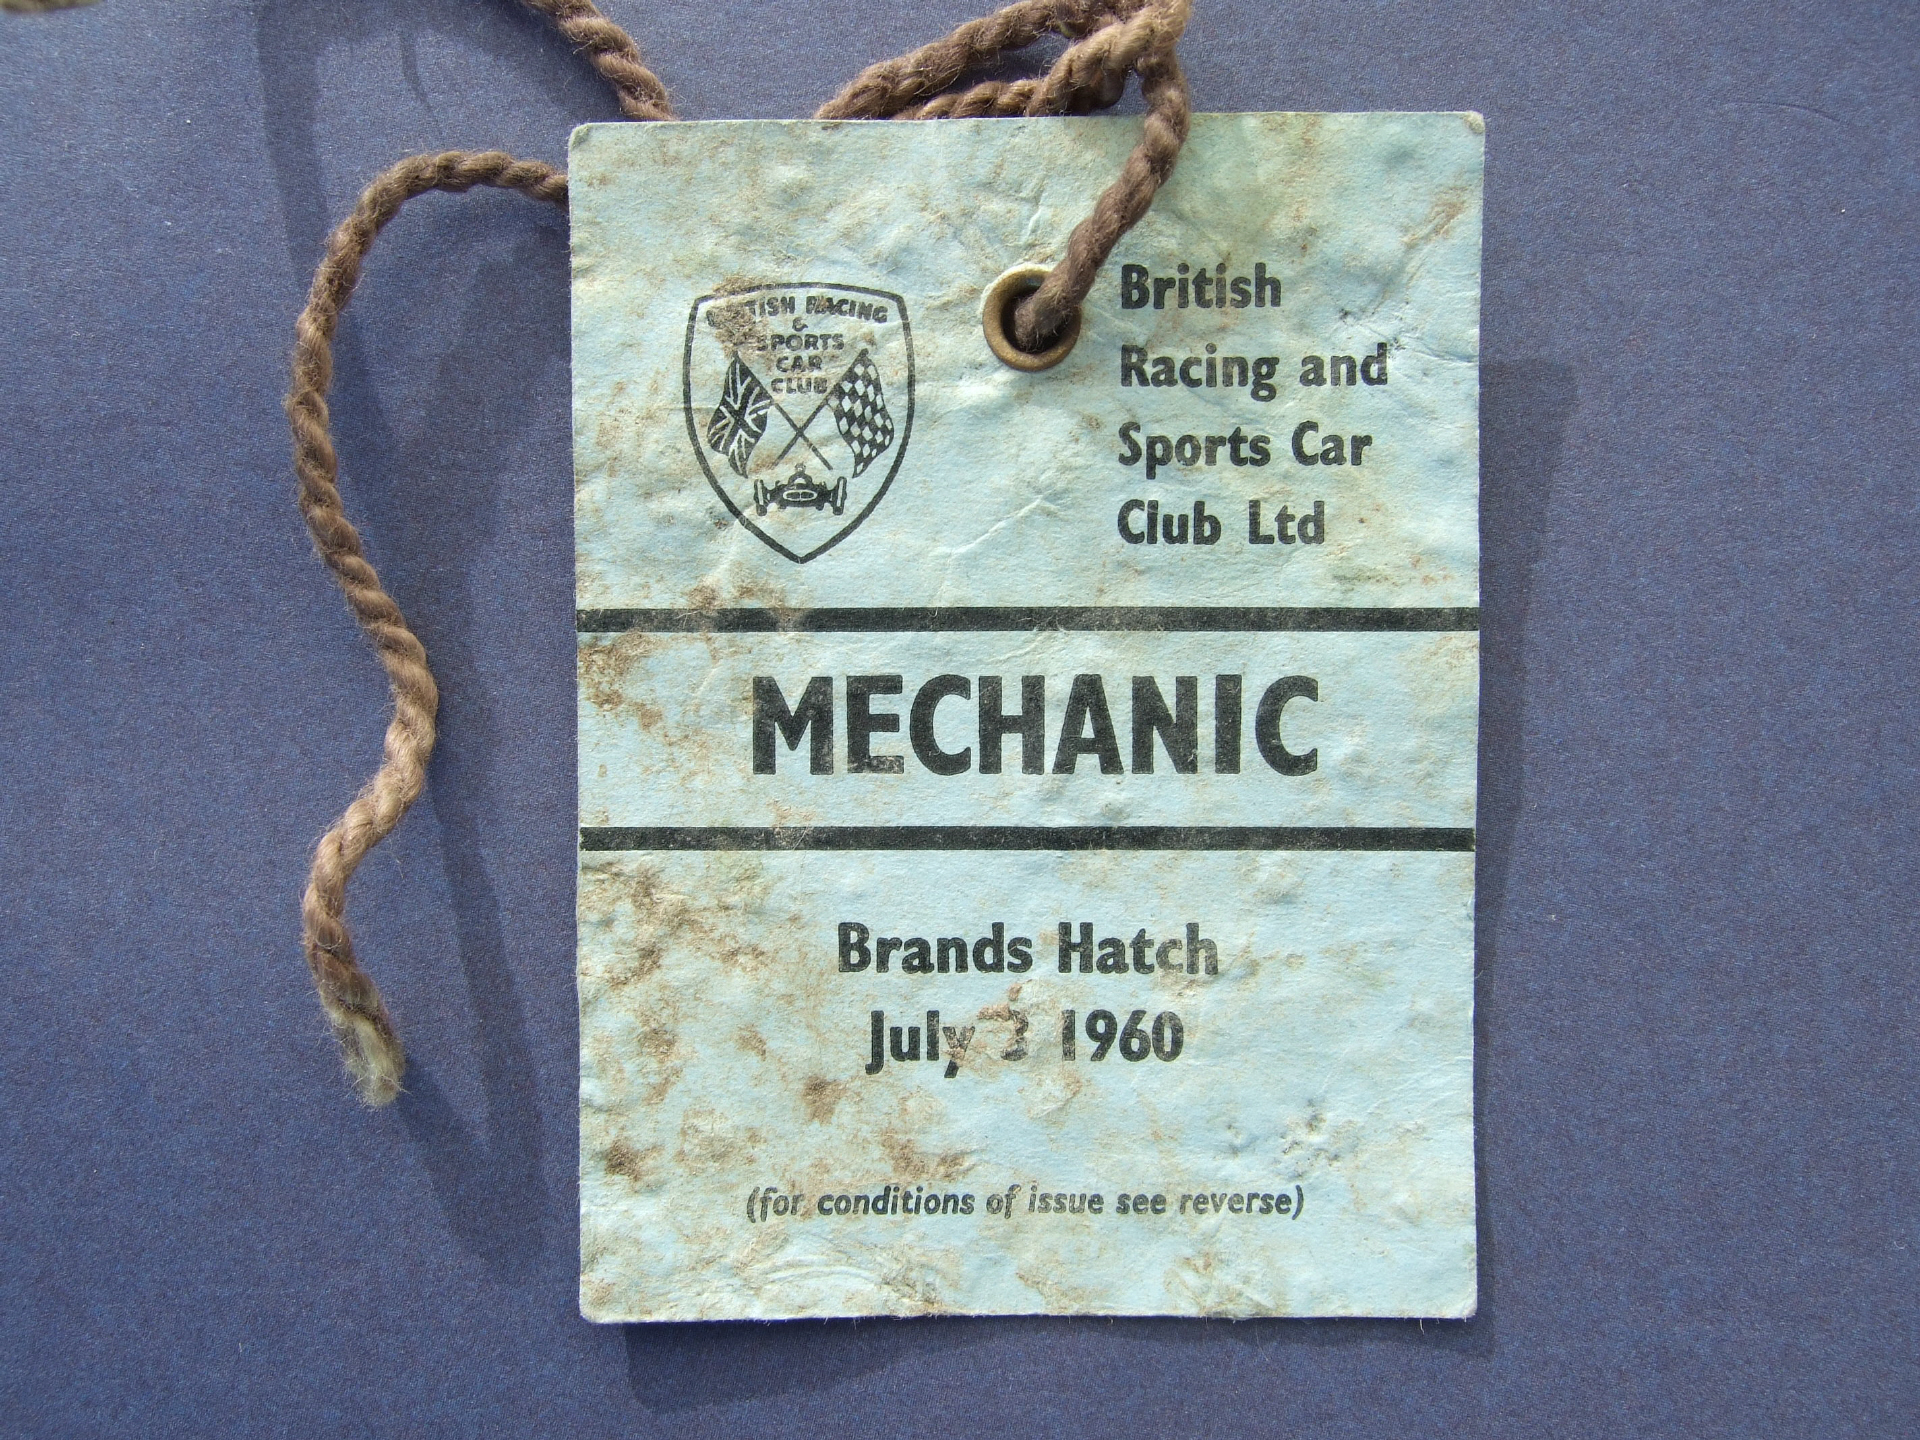 BRITISH RACING
&
SPORTS
CAR
CLUB
British
Racing and
Sports Car
Club Ltd
MECHANIC
Brands Hatch
July 3 1960
(for conditions of issue see reverse)